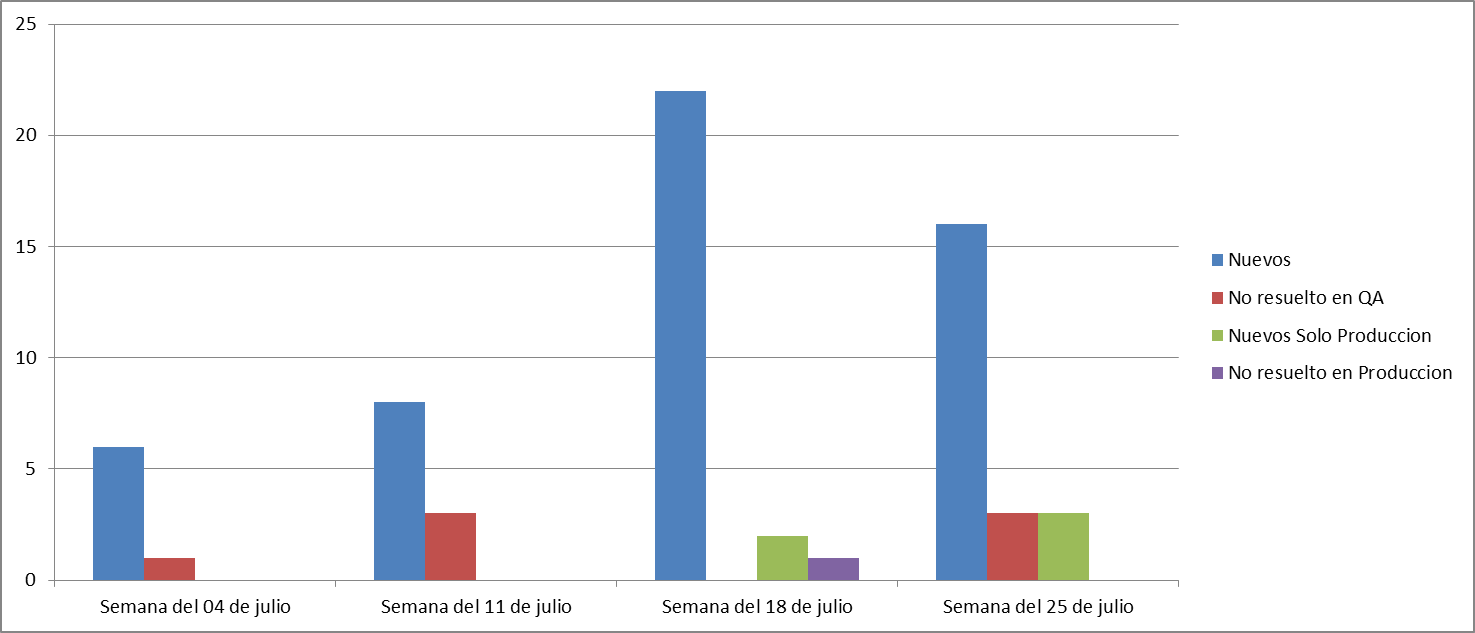 25
20
15
10
5
0
Semana del 04 de julio
Semana del 11 de julio
Semana del 18 de julio
Semana del 25 de julio
Nuevos
No resuelto en QA
Nuevos Solo Produccion
No resuelto en Produccion